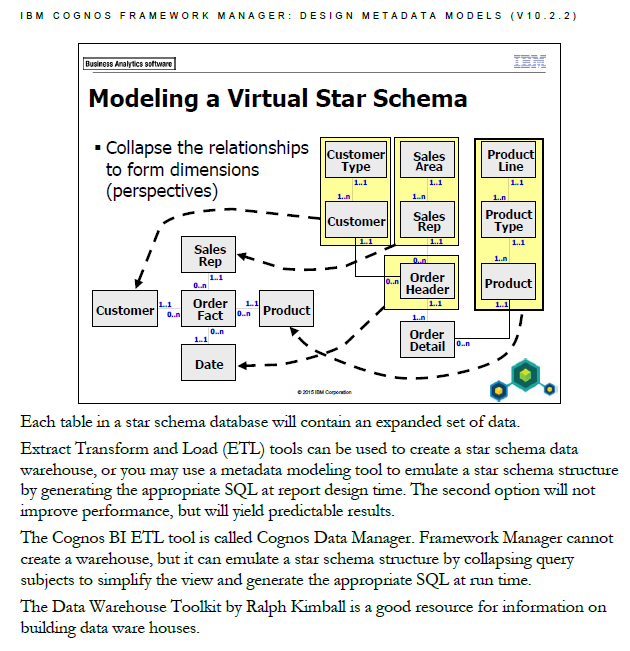 IBM COGNOS FRAMEWORK MANAGER: DESIGN METADATA MODELS (V10.2.2)
Business Analytics software
IBM
Modeling a Virtual Star Schema
▪ Collapse the relationships
to form dimensions
(perspectives)
Customer
Type
1..1
1..n
Customer
1..1
Sales
Area
1..1
1..n
Sales
Rep
1..1
0..n
Product
Line
1..1
1..n
Product
Type
1..1
1..n
Product
1..1
0..n
Order
Header
1..1
1..n
Order
Detail
0..n
Sales
Rep
1..1
0..n
Customer
1..1
0..n
Order
Fact
1..1
0..n
Product
0..n
1..1
Date
© 2015 IBM Corporation
Each table in a star schema database will contain an expanded set of data.
Extract Transform and Load (ETL) tools can be used to create a star schema data
warehouse, or you may use a metadata modeling tool to emulate a star schema structure
by generating the appropriate SQL at report design time. The second option will not
improve performance, but will yield predictable results.
The Cognos BI ETL tool is called Cognos Data Manager. Framework Manager cannot
create a warehouse, but it can emulate a star schema structure by collapsing query
subjects to simplify the view and generate the appropriate SQL at run time.
The Data Warehouse Toolkit by Ralph Kimball is a good resource for information on
building data ware houses.